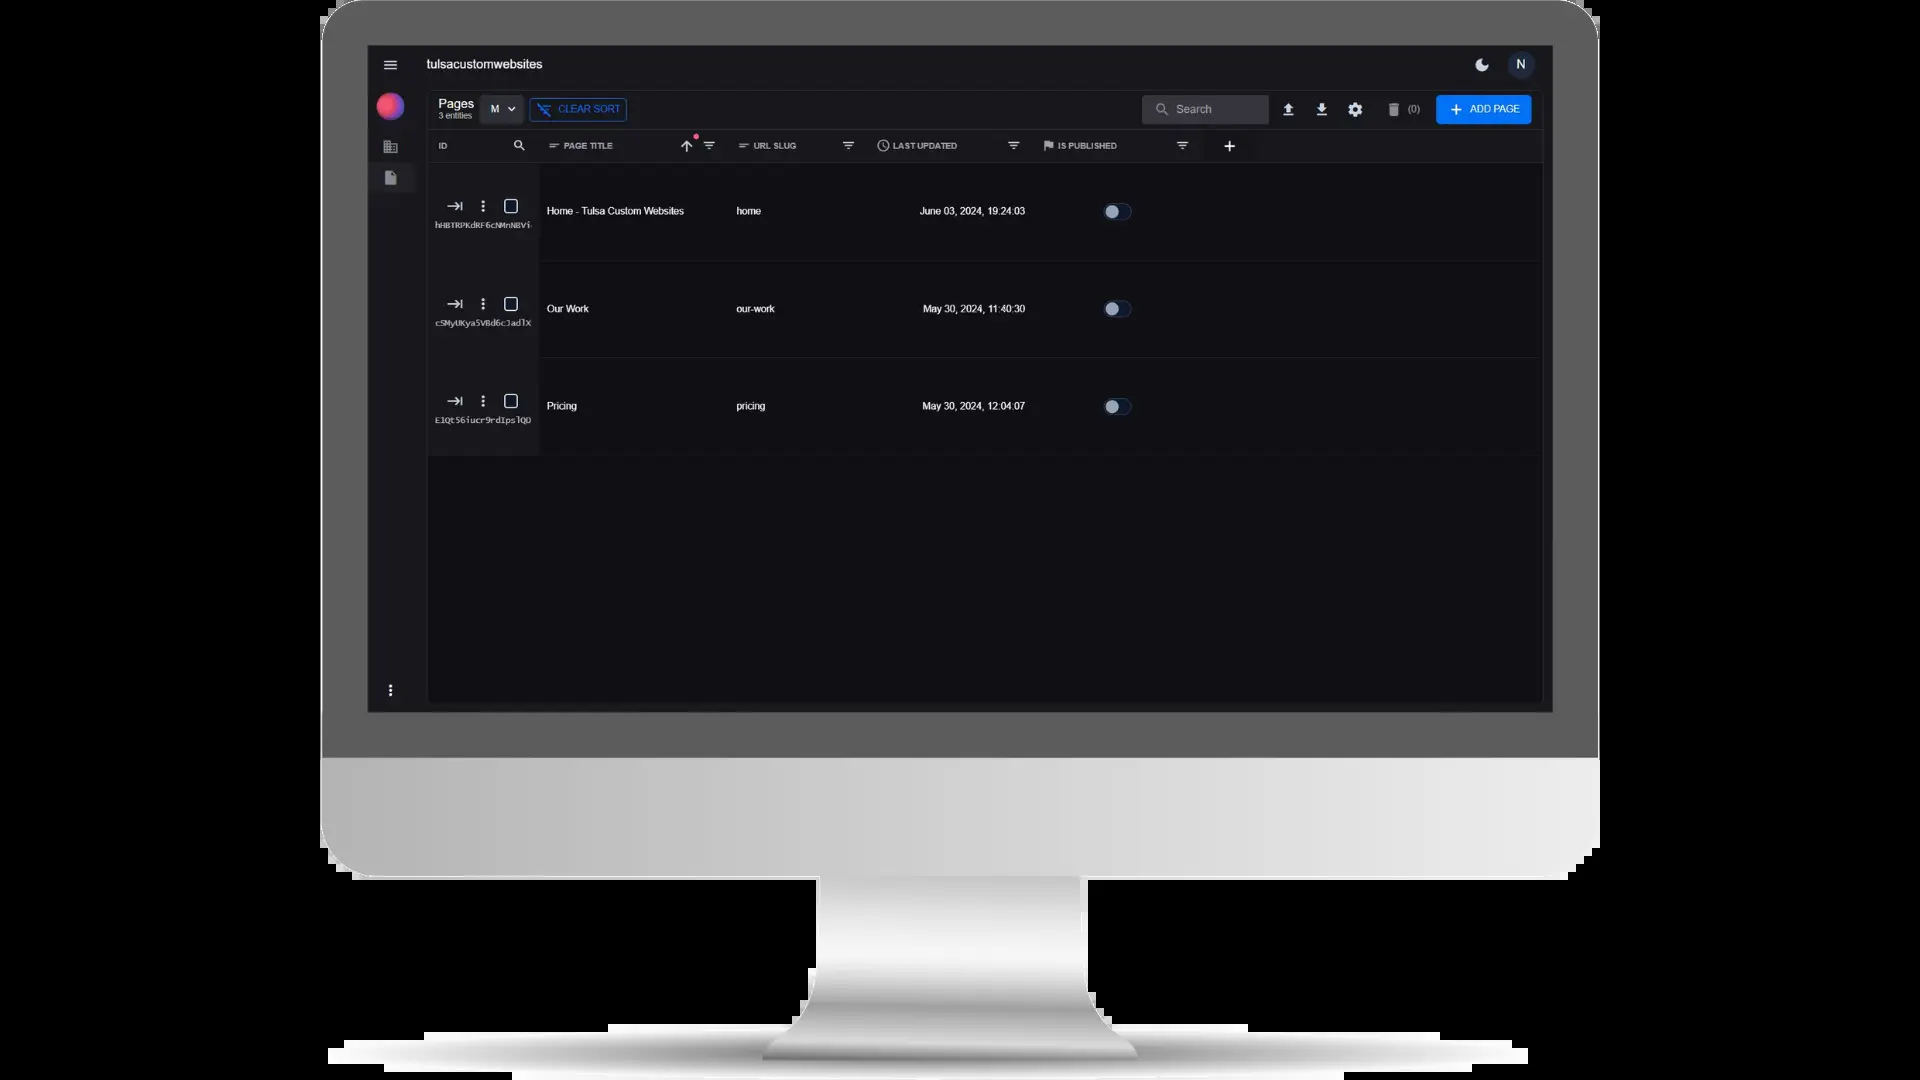 tulsacustomwebsites
N
Pages
3 entities
M
CLEAR SORT
Search
(0)
ADD PAGE
ID
PAGE TITLE
URL SLUG
LAST UPDATED
IS PUBLISHED
Home - Tulsa Custom Websites
home
June 03, 2024, 19:24:03
hHBTRPKdRF6cNMnNBVi
Our Work
our-work
May 30, 2024, 11:40:30
cSMyUKya5VBd6cJadlX
Pricing
pricing
May 30, 2024, 12:04:07
E1Qt56iucr9rdIpslQD